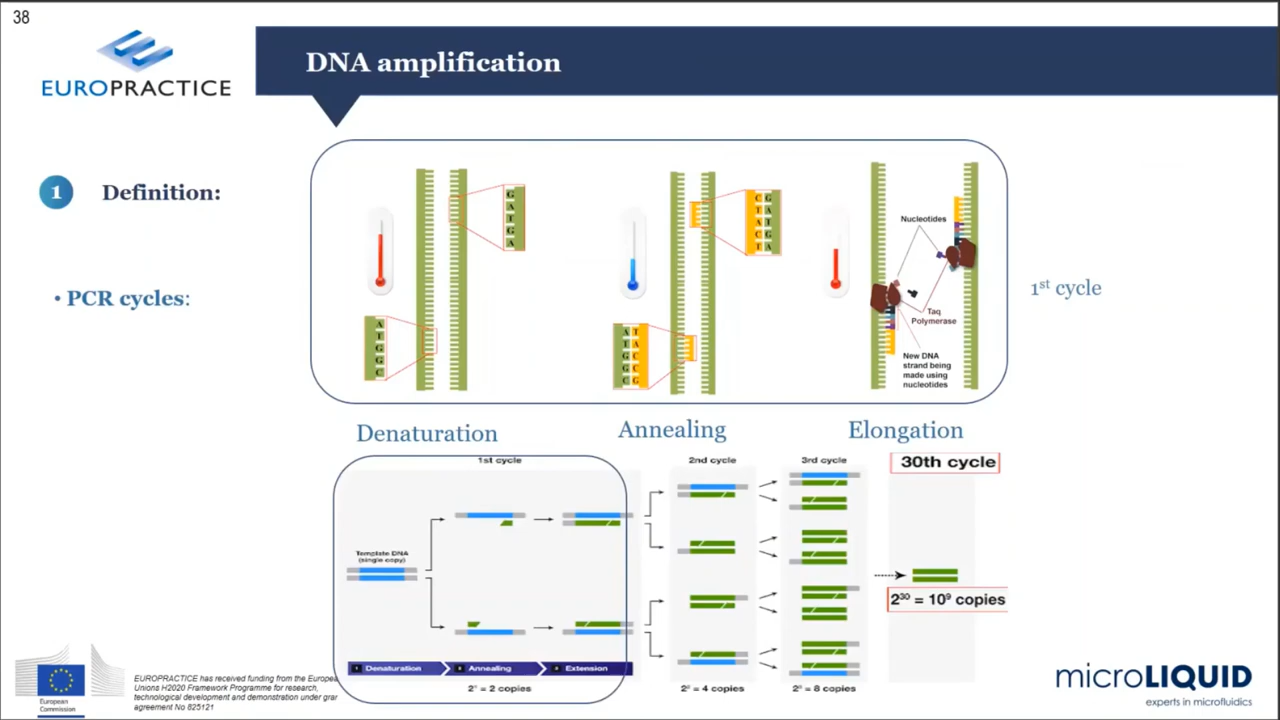 38
EUROPRACTICE
DNA amplification
1
Definition:
• PCR cycles:
G
A
T
G
A
A
T
G
G
C
C G
T A
A T
C G
T A
A T
T A
G C
G C
C G
Nucleotides
Taq
Polymerase
New DNA
strand being
made using
nucleotides
1st cycle
Denaturation
Annealing
Elongation
1st cycle
2nd cycle
3rd cycle
30th cycle
Template DNA
(single copy)
2³⁰ = 10⁹ copies
Denaturation
Annealing
Extension
2¹ = 2 copies
2² = 4 copies
2³ = 8 copies
European
Commission
EUROPRACTICE has received funding from the Europea
Unions H2020 Framework Programme for research,
technological development and demonstration under grar
agreement No 825121
microLIQUID
experts in microfluidics